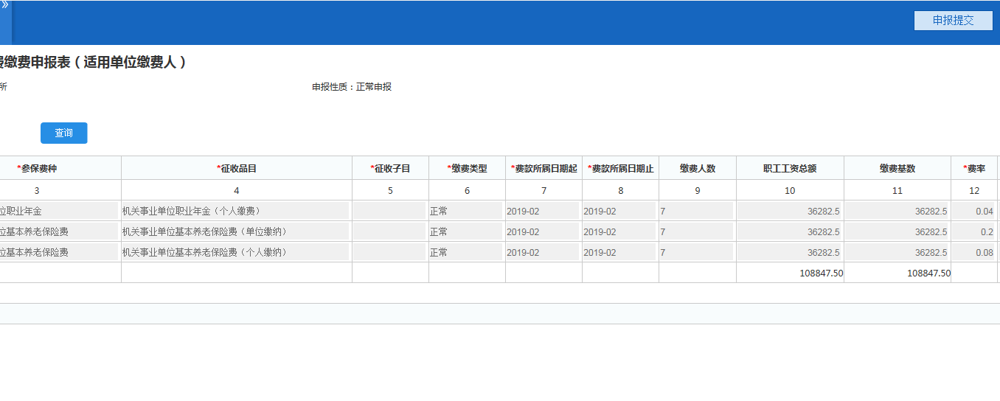 »
申报提交
缴费申报表（适用单位缴费人）
所 申报性质：正常申报
查询
*参保费种 *征收品目 *征收子目 *缴费类型 *费款所属日期起 *费款所属日期止 缴费人数 职工工资总额 缴费基数 *费率
3 4 5 6 7 8 9 10 11 12
位职业年金 机关事业单位职业年金（个人缴费） 正常 2019-02 2019-02 7 36282.5 36282.5 0.04
位基本养老保险费 机关事业单位基本养老保险费（单位缴纳） 正常 2019-02 2019-02 7 36282.5 36282.5 0.2
位基本养老保险费 机关事业单位基本养老保险费（个人缴纳） 正常 2019-02 2019-02 7 36282.5 36282.5 0.08
108847.50 108847.50